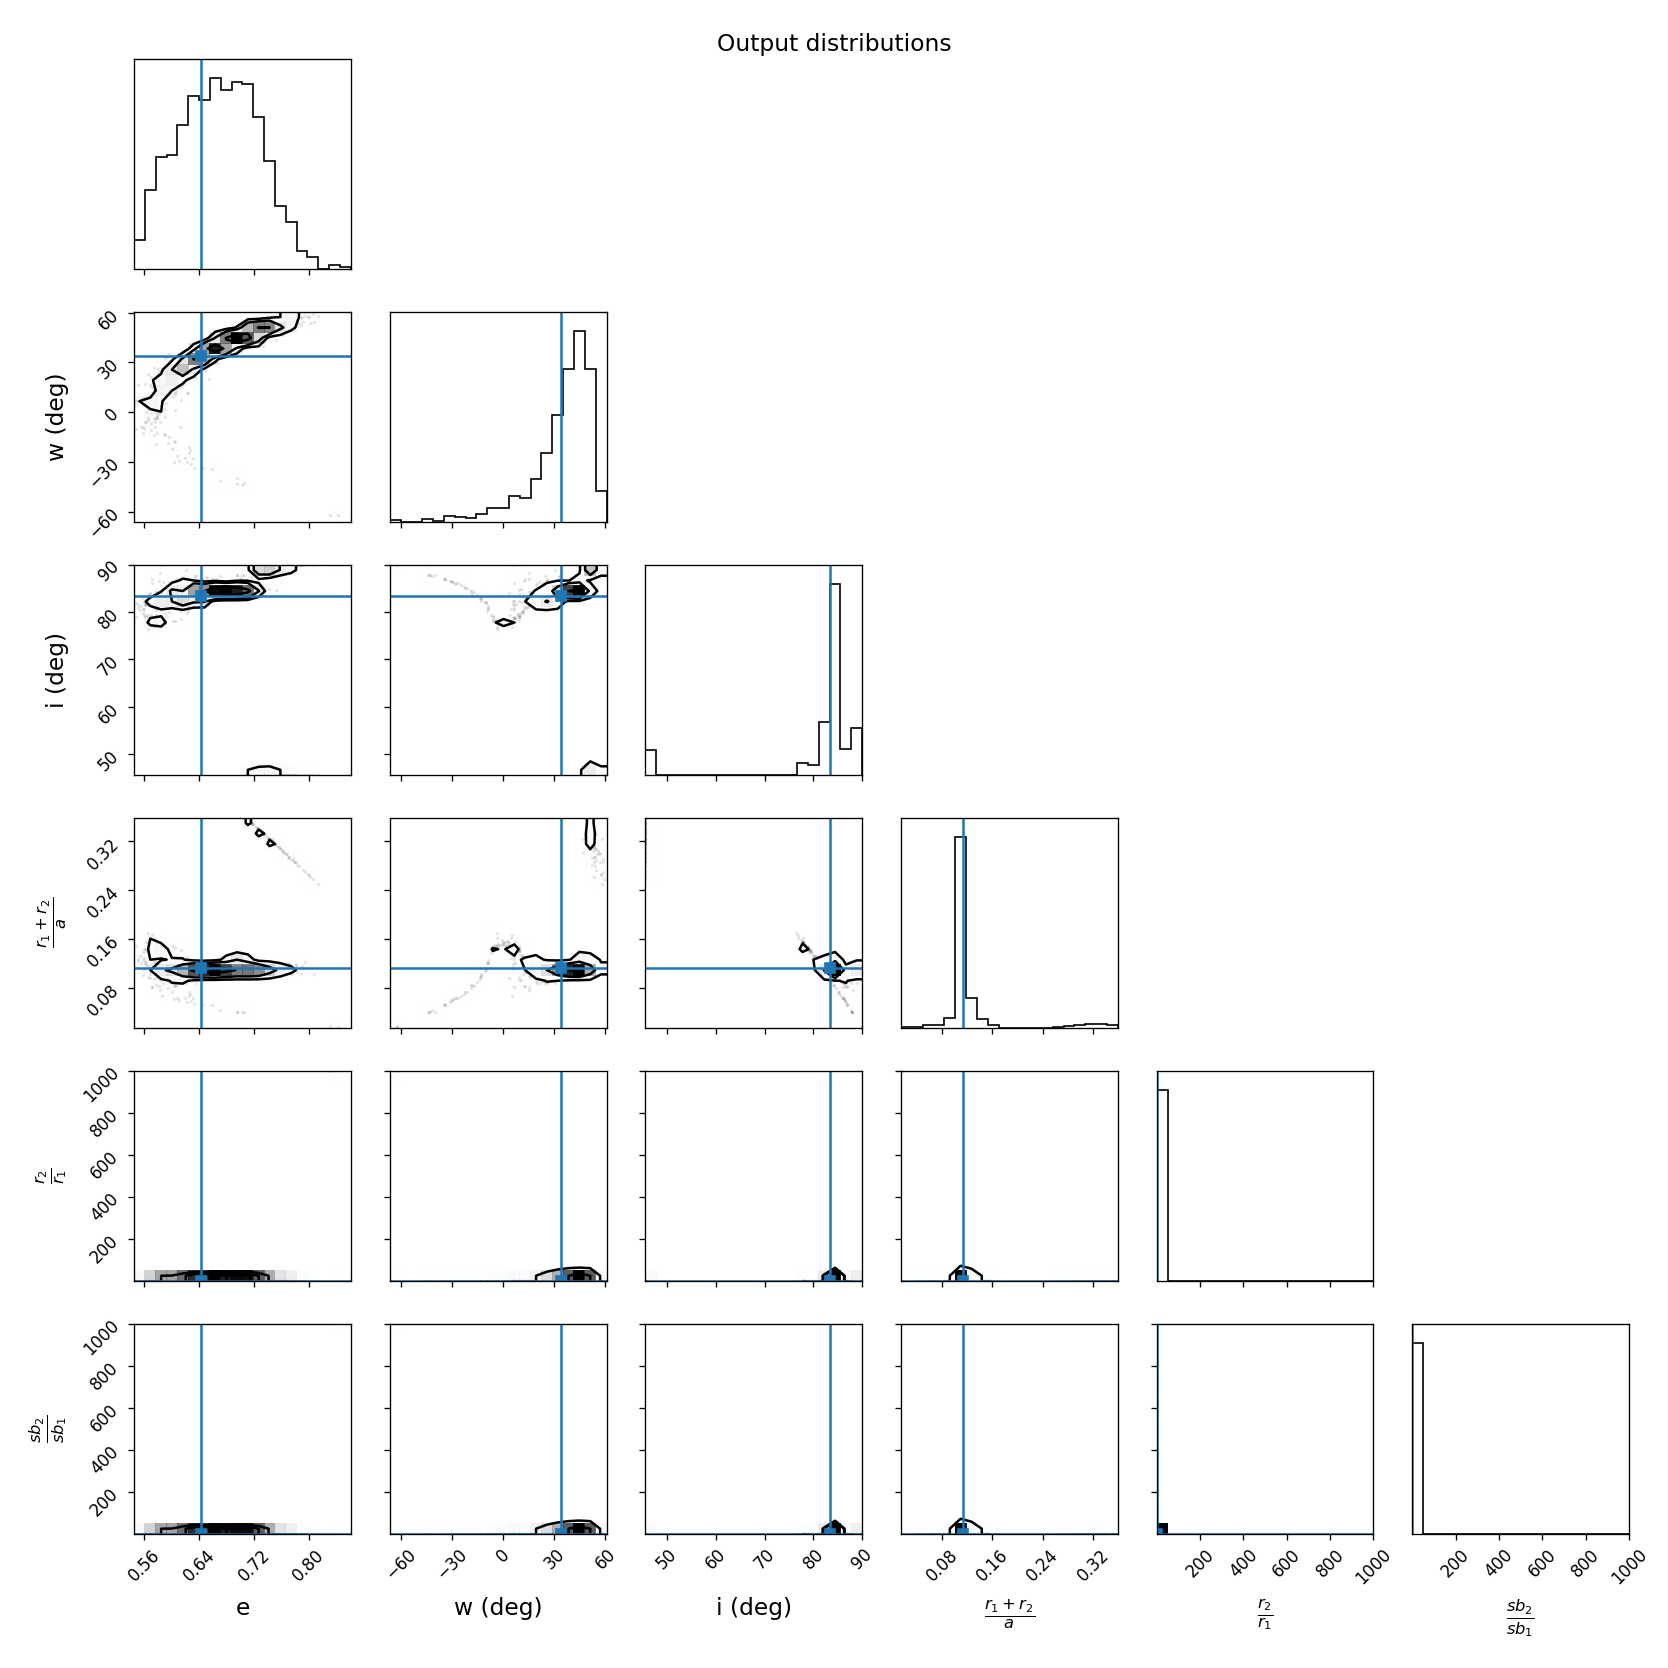 Output distributions
w (deg)
60
30
0
−30
−60
i (deg)
90
80
70
60
50
r₁ + r₂
a
0.32
0.24
0.16
0.08
r₂
r₁
1000
800
600
400
200
sb₂
sb₁
1000
800
600
400
200
0.56 0.64 0.72 0.80
−60 −30 0 30 60
50 60 70 80 90
0.08 0.16 0.24 0.32
200 400 600 800 1000
200 400 600 800 1000
e
w (deg)
i (deg)
r₁ + r₂
a
r₂
r₁
sb₂
sb₁